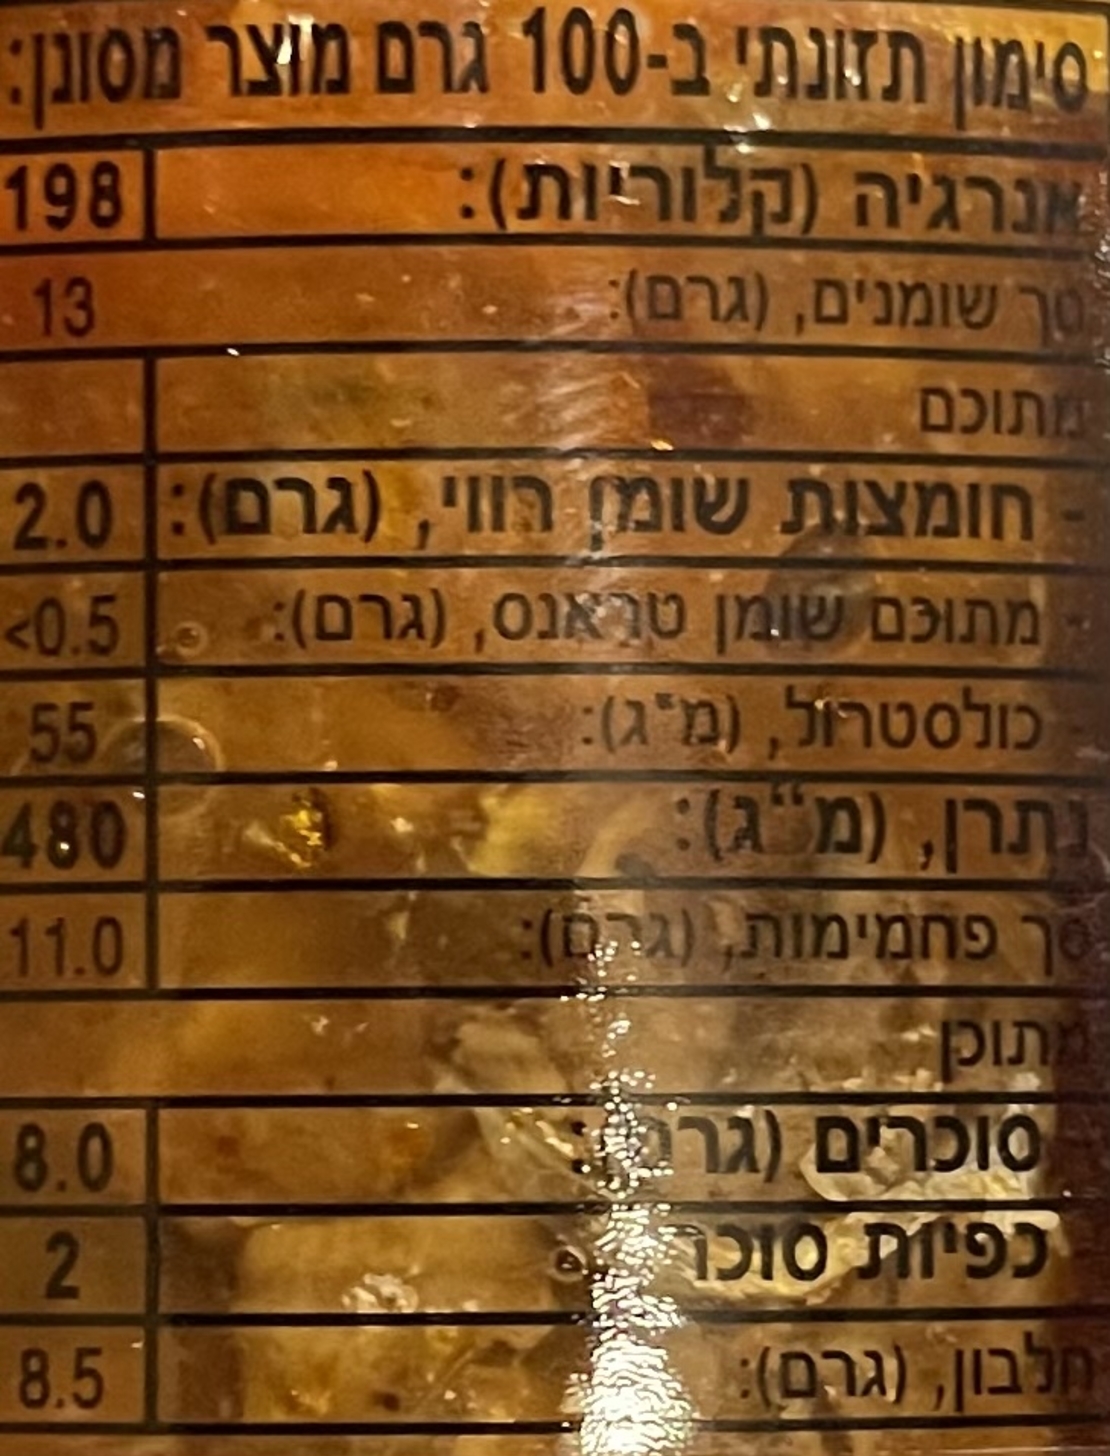 סימון תזונתי ב-100 גרם מוצר מסונן:
אנרגיה (קלוריות): 198
סך שומנים, (גרם): 13
מתוכם
- חומצות שומן רווי, (גרם): 2.0
- מתוכם שומן טראנס, (גרם): <0.5
- כולסטרול, (מ"ג): 55
נתרן, (מ"ג): 480
סך פחמימות, (גרם): 11.0
מתוכן
סוכרים (גרם): 8.0
כפיות סוכר 2
חלבון, (גרם): 8.5